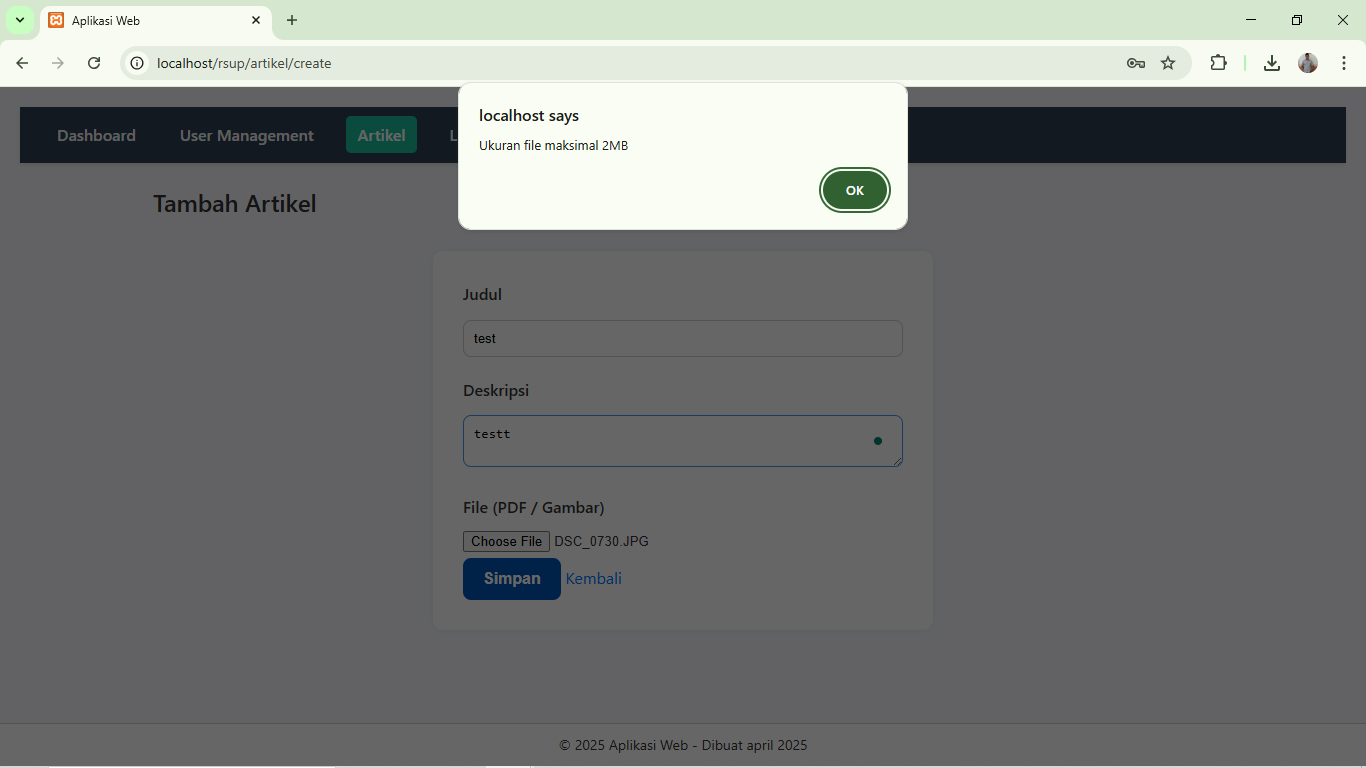 Aplikasi Web
localhost/rsup/artikel/create
localhost says
Ukuran file maksimal 2MB
OK
Dashboard User Management Artikel L
Tambah Artikel
Judul
test
Deskripsi
testt
File (PDF / Gambar)
Choose File DSC_0730.JPG
Simpan Kembali
© 2025 Aplikasi Web - Dibuat april 2025